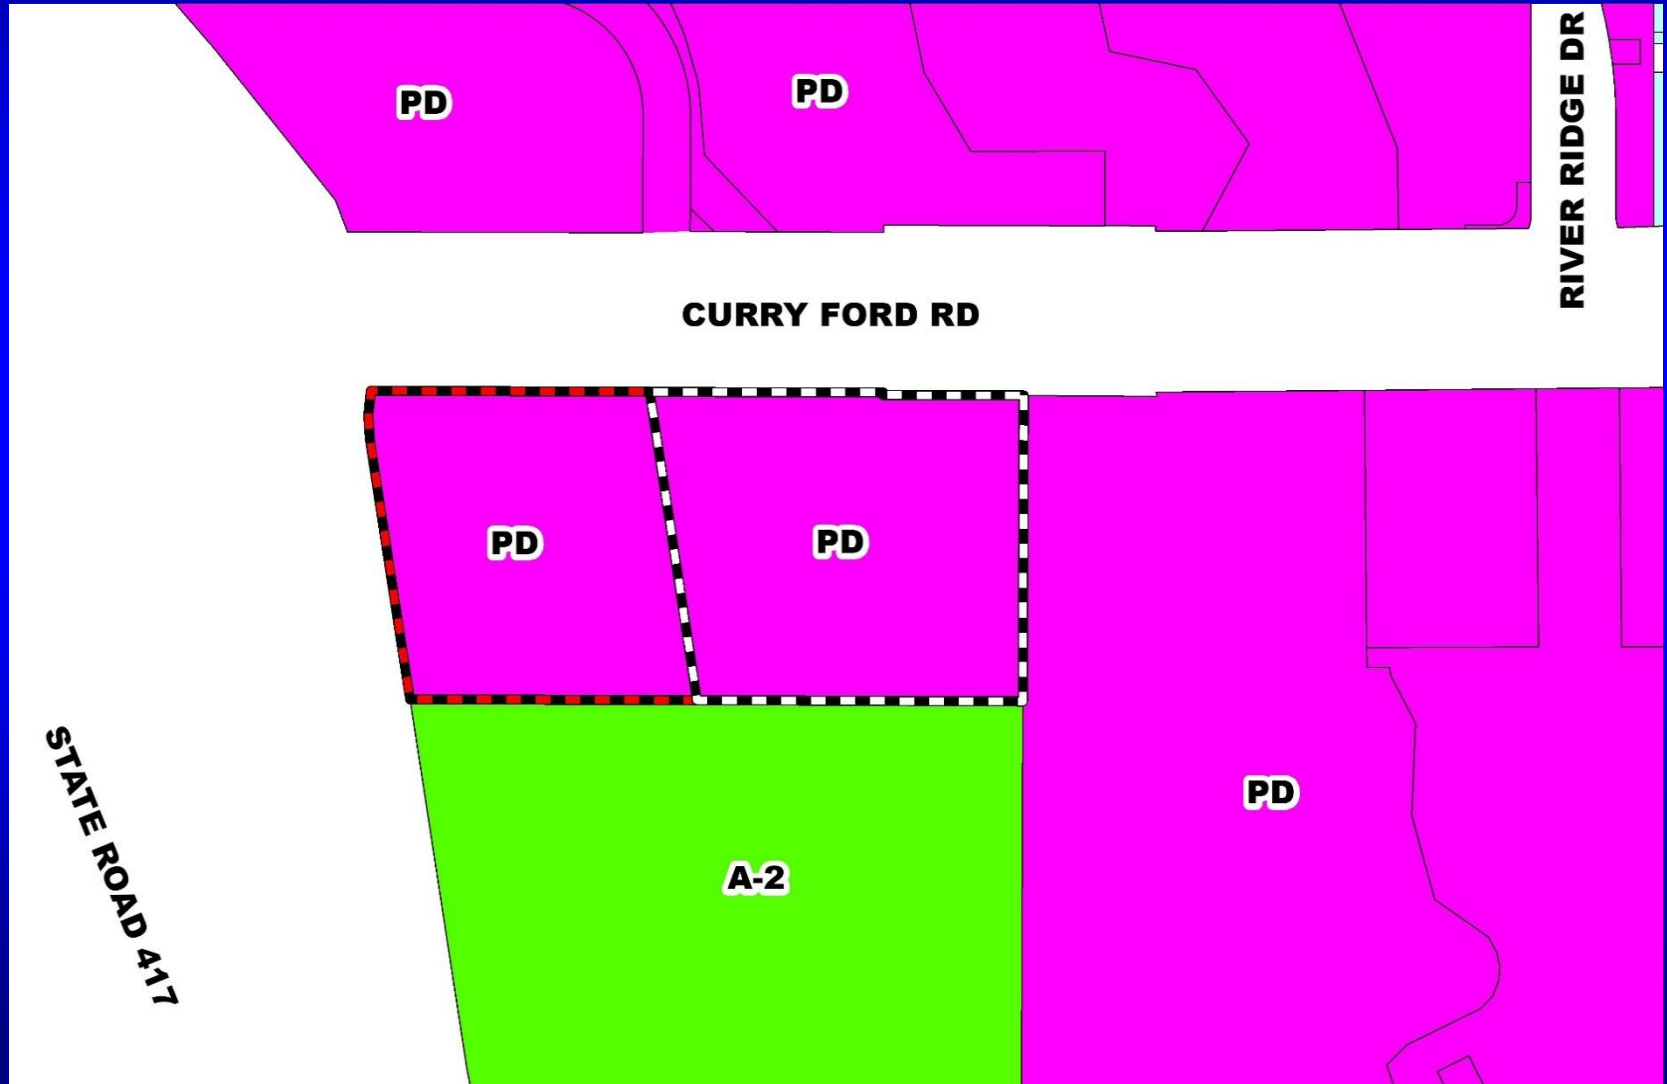 PD
PD
RIVER RIDGE DR
CURRY FORD RD
PD
PD
PD
A-2
STATE ROAD 417